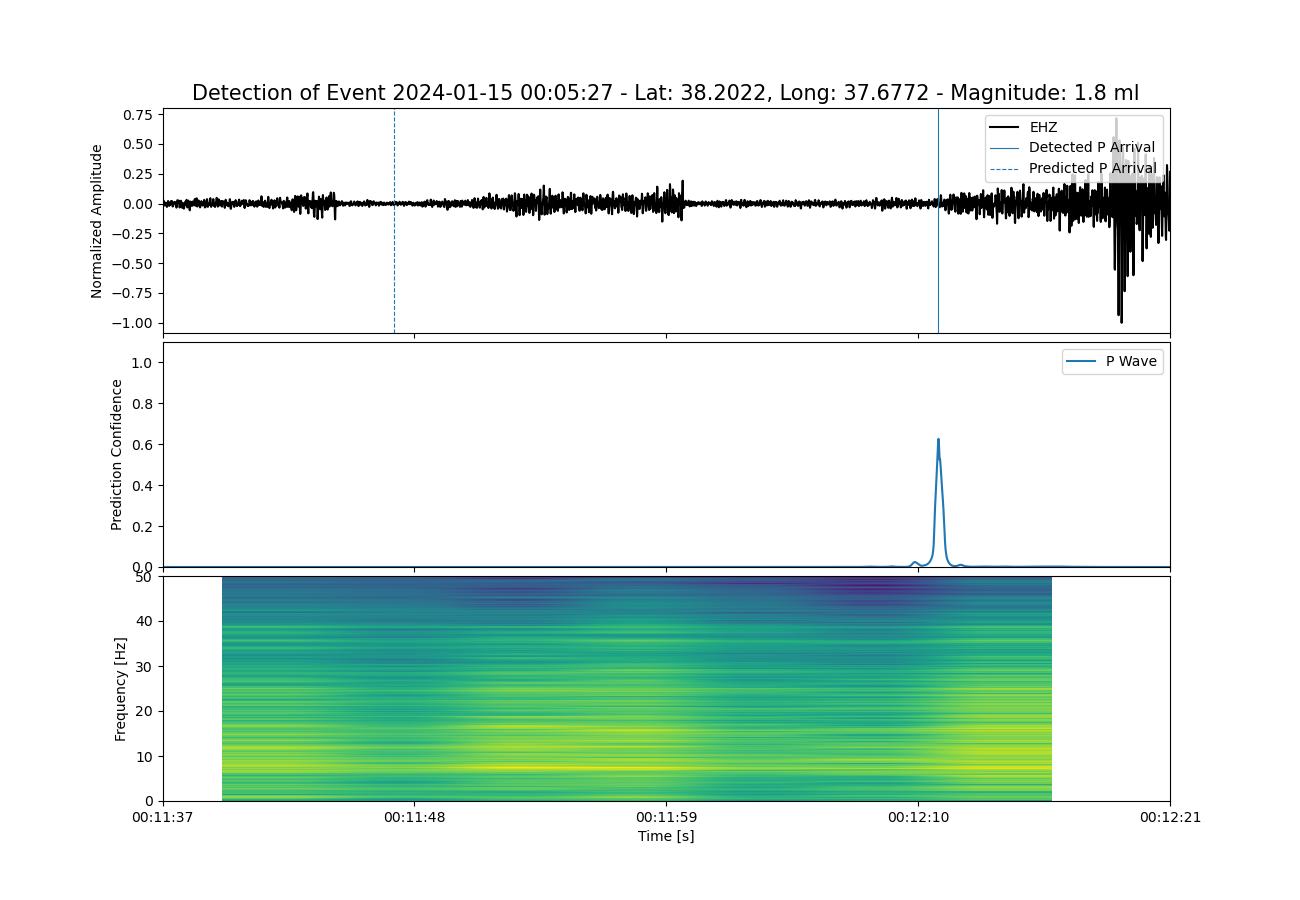 Detection of Event 2024-01-15 00:05:27 - Lat: 38.2022, Long: 37.6772 - Magnitude: 1.8 ml
Normalized Amplitude
0.75
0.50
0.25
0.00
−0.25
−0.50
−0.75
−1.00
EHZ
Detected P Arrival
Predicted P Arrival
Prediction Confidence
1.0
0.8
0.6
0.4
0.2
0.0
P Wave
Frequency [Hz]
50
40
30
20
10
0
00:11:37 00:11:48 00:11:59 00:12:10 00:12:21
Time [s]